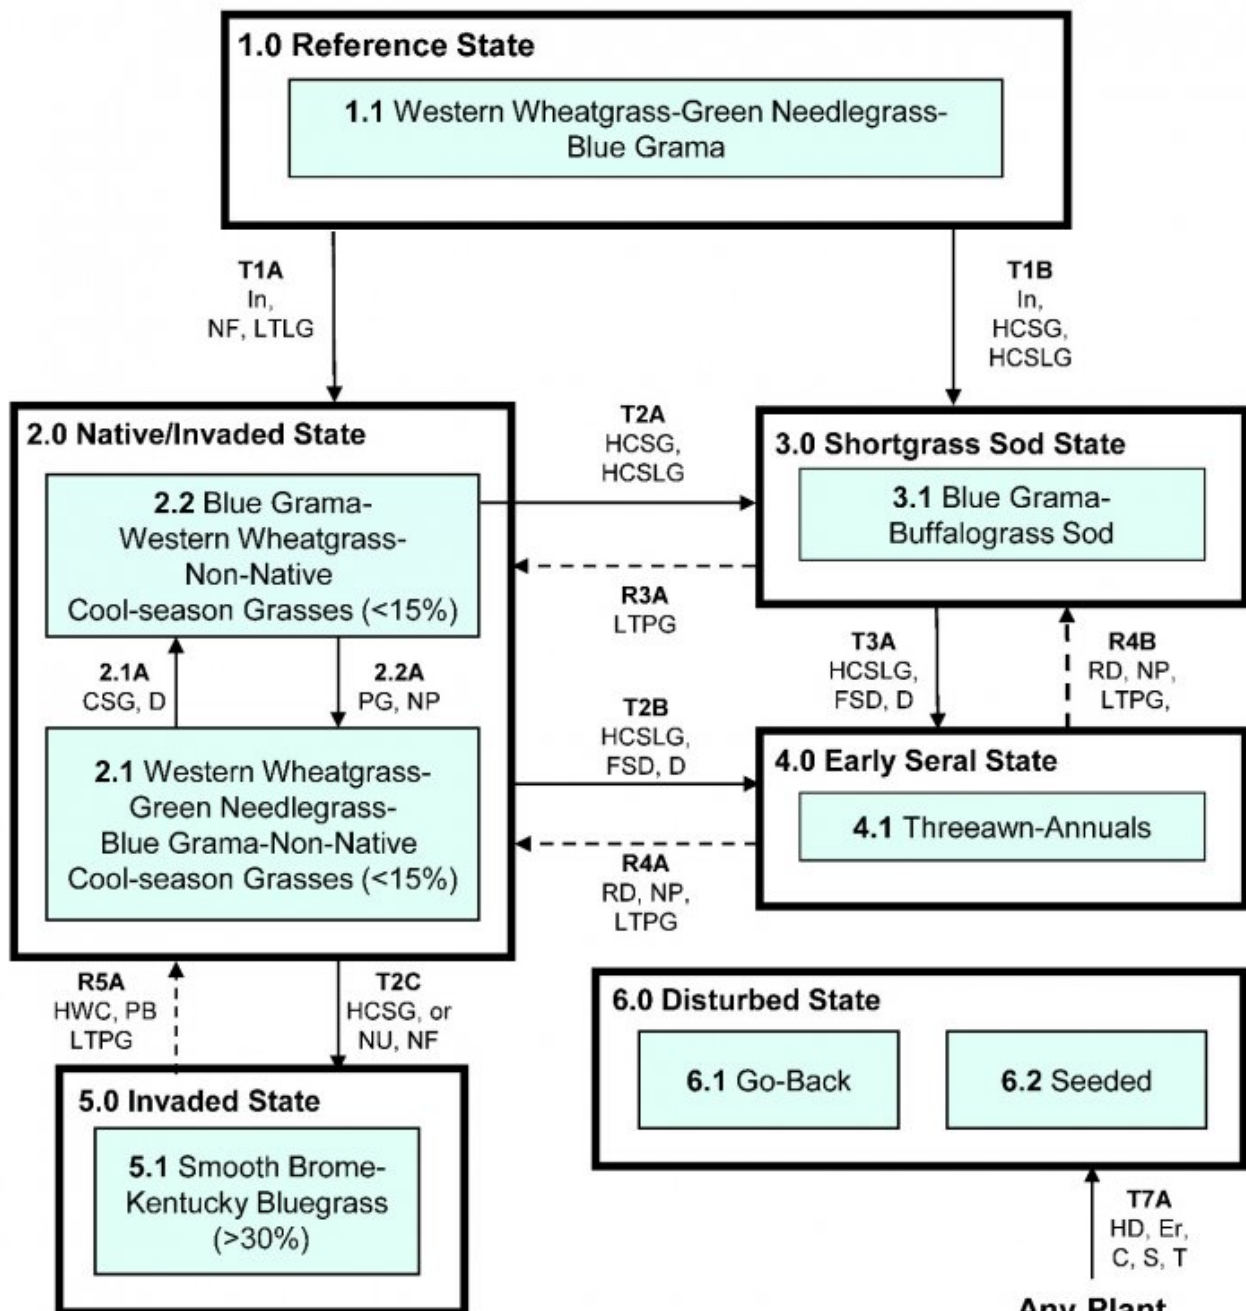 1.0 Reference State
1.1 Western Wheatgrass-Green Needlegrass-
Blue Grama
T1A
In,
NF, LTLG
T1B
In,
HCSG,
HCSLG
2.0 Native/Invaded State
2.2 Blue Grama-
Western Wheatgrass-
Non-Native
Cool-season Grasses (<15%)
2.1A
CSG, D
2.2A
PG, NP
2.1 Western Wheatgrass-
Green Needlegrass-
Blue Grama-Non-Native
Cool-season Grasses (<15%)
T2A
HCSG,
HCSLG
R3A
LTPG
3.0 Shortgrass Sod State
3.1 Blue Grama-
Buffalograss Sod
T3A
HCSLG,
FSD, D
R4B
RD, NP,
LTPG,
T2B
HCSLG,
FSD, D
R4A
RD, NP,
LTPG
4.0 Early Seral State
4.1 Threeawn-Annuals
R5A
HWC, PB
LTPG
T2C
HCSG, or
NU, NF
5.0 Invaded State
5.1 Smooth Brome-
Kentucky Bluegrass
(>30%)
6.0 Disturbed State
6.1 Go-Back
6.2 Seeded
T7A
HD, Er,
C, S, T
Any Plant